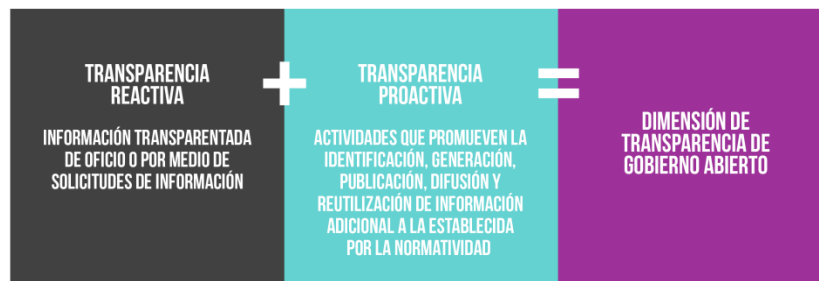 TRANSPARENCIA
REACTIVA
INFORMACIÓN TRANSPARENTADA
DE OFICIO O POR MEDIO DE
SOLICITUDES DE INFORMACIÓN
+
TRANSPARENCIA
PROACTIVA
ACTIVIDADES QUE PROMUEVEN LA
IDENTIFICACIÓN, GENERACIÓN,
PUBLICACIÓN, DIFUSIÓN Y
REUTILIZACIÓN DE INFORMACIÓN
ADICIONAL A LA ESTABLECIDA
POR LA NORMATIVIDAD
=
DIMENSIÓN DE
TRANSPARENCIA DE
GOBIERNO ABIERTO